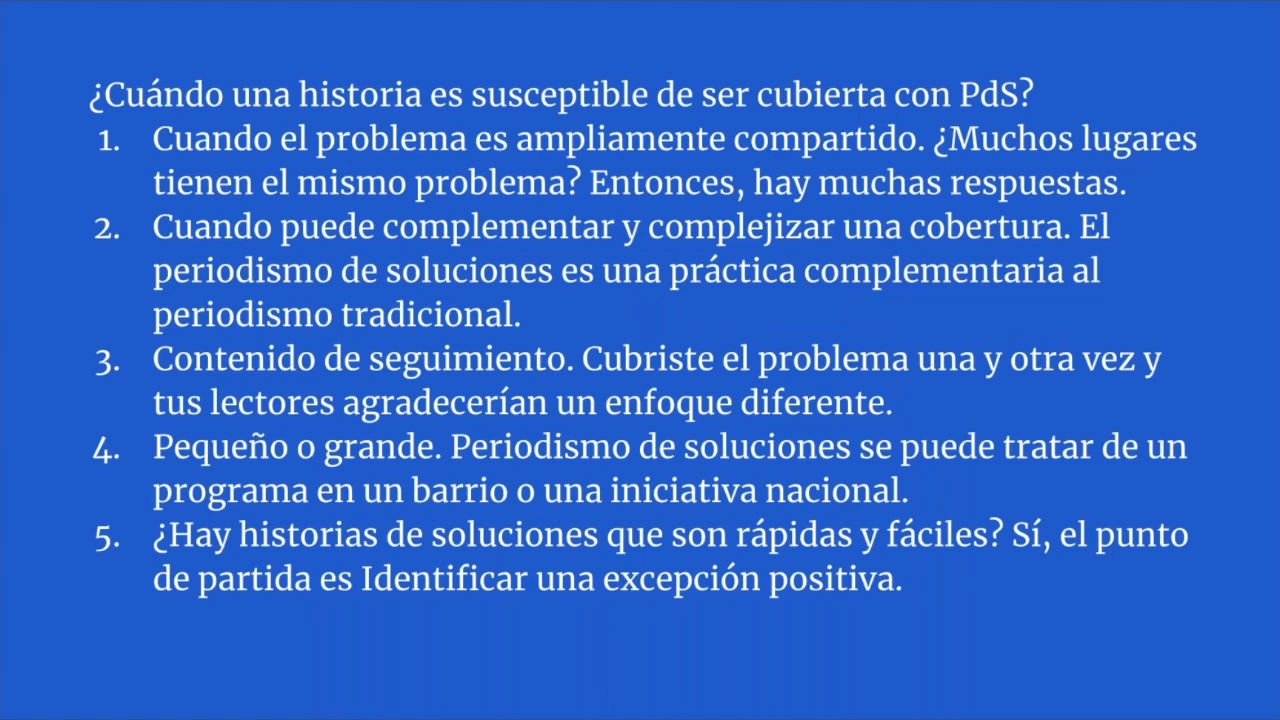 ¿Cuándo una historia es susceptible de ser cubierta con PdS?
1. Cuando el problema es ampliamente compartido. ¿Muchos lugares
tienen el mismo problema? Entonces, hay muchas respuestas.
2. Cuando puede complementar y complejizar una cobertura. El
periodismo de soluciones es una práctica complementaria al
periodismo tradicional.
3. Contenido de seguimiento. Cubriste el problema una y otra vez y
tus lectores agradecerían un enfoque diferente.
4. Pequeño o grande. Periodismo de soluciones se puede tratar de un
programa en un barrio o una iniciativa nacional.
5. ¿Hay historias de soluciones que son rápidas y fáciles? Sí, el punto
de partida es Identificar una excepción positiva.